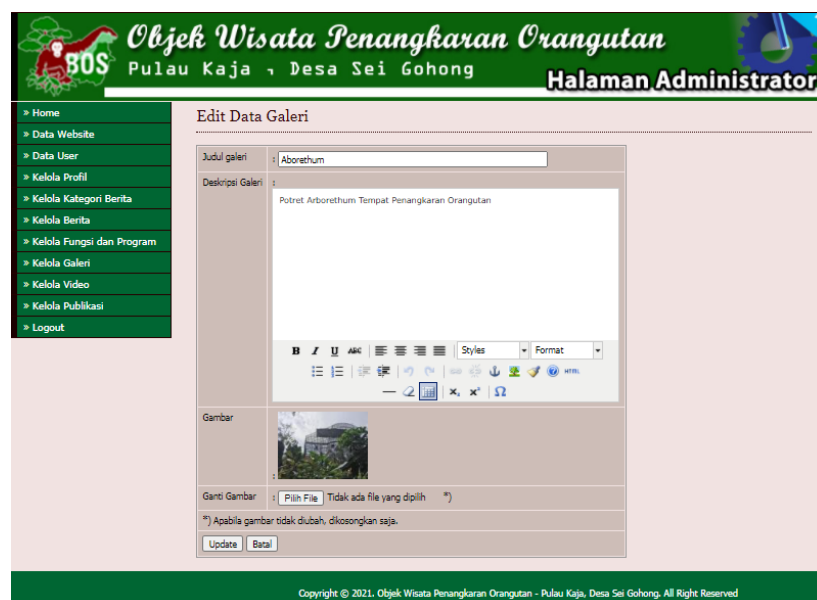 BOS
Objek Wisata Penangkaran Orangutan
Pulau Kaja , Desa Sei Gohong
Halaman Administrator
» Home
» Data Website
» Data User
» Kelola Profil
» Kelola Kategori Berita
» Kelola Berita
» Kelola Fungsi dan Program
» Kelola Galeri
» Kelola Video
» Kelola Publikasi
» Logout
Edit Data Galeri
Judul galeri : Aborethum
Deskripsi Galeri :
Potret Arborethum Tempat Penangkaran Orangutan
B I U ABC Styles Format
HTML
— x, x² Ω
Gambar :
Ganti Gambar : Pilih File Tidak ada file yang dipilih *)
*) Apabila gambar tidak diubah, dikosongkan saja.
Update Batal
Copyright © 2021. Objek Wisata Penangkaran Orangutan - Pulau Kaja, Desa Sei Gohong. All Right Reserved